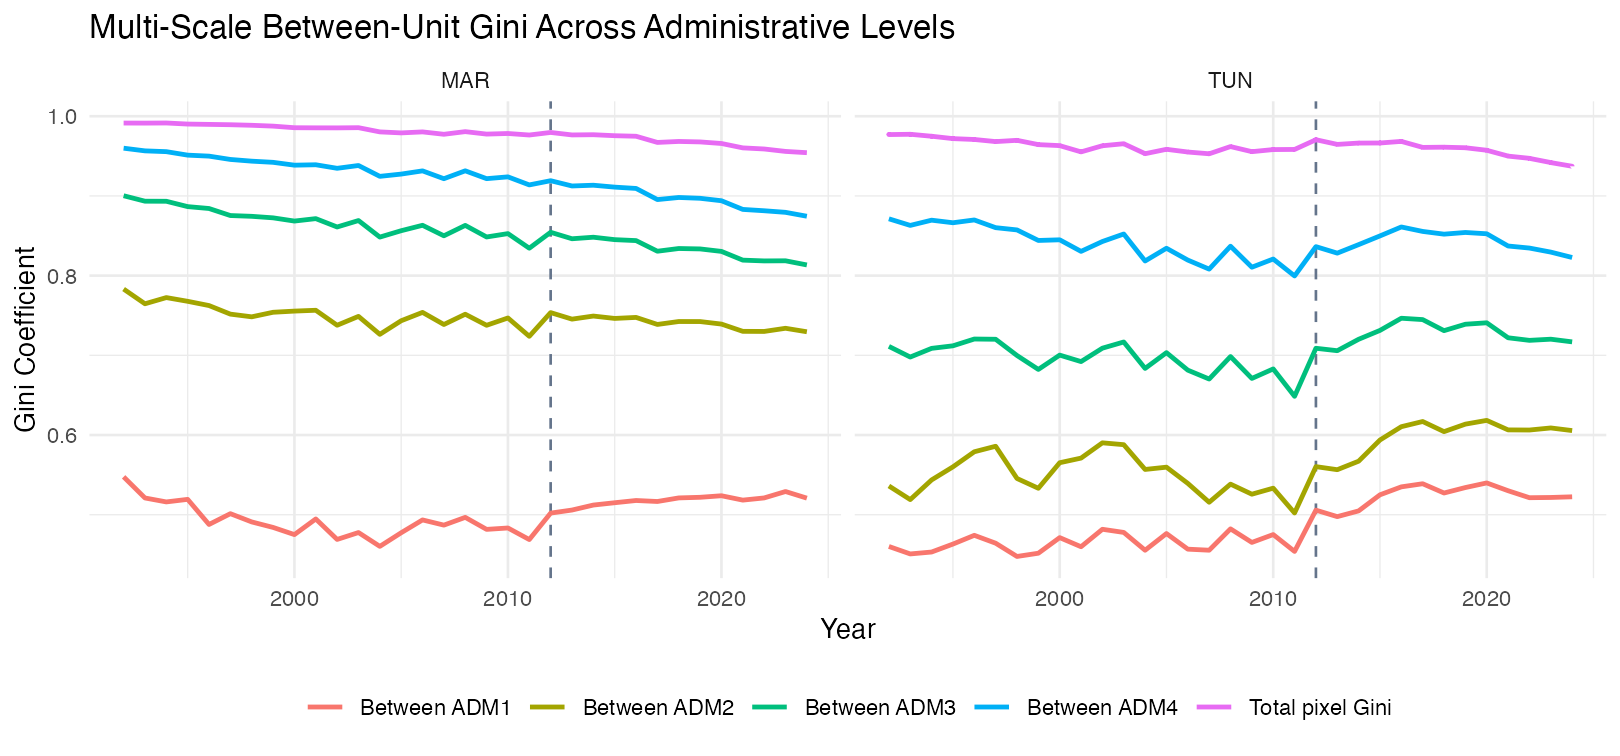 Multi-Scale Between-Unit Gini Across Administrative Levels
MAR
TUN
Gini Coefficient
1.0
0.8
0.6
2000
2010
2020
2000
2010
2020
Year
Between ADM1
Between ADM2
Between ADM3
Between ADM4
Total pixel Gini